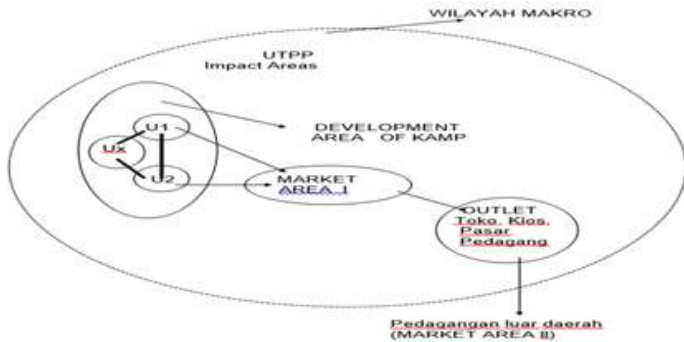 WILAYAH MAKRO
UTPP
Impact Areas
U1
Ux
U2
DEVELOPMENT
AREA OF KAMP
MARKET
AREA I
OUTLET
Toko, Kios,
Pasar
Pedagang
Pedagangan luar daerah
(MARKET AREA II)